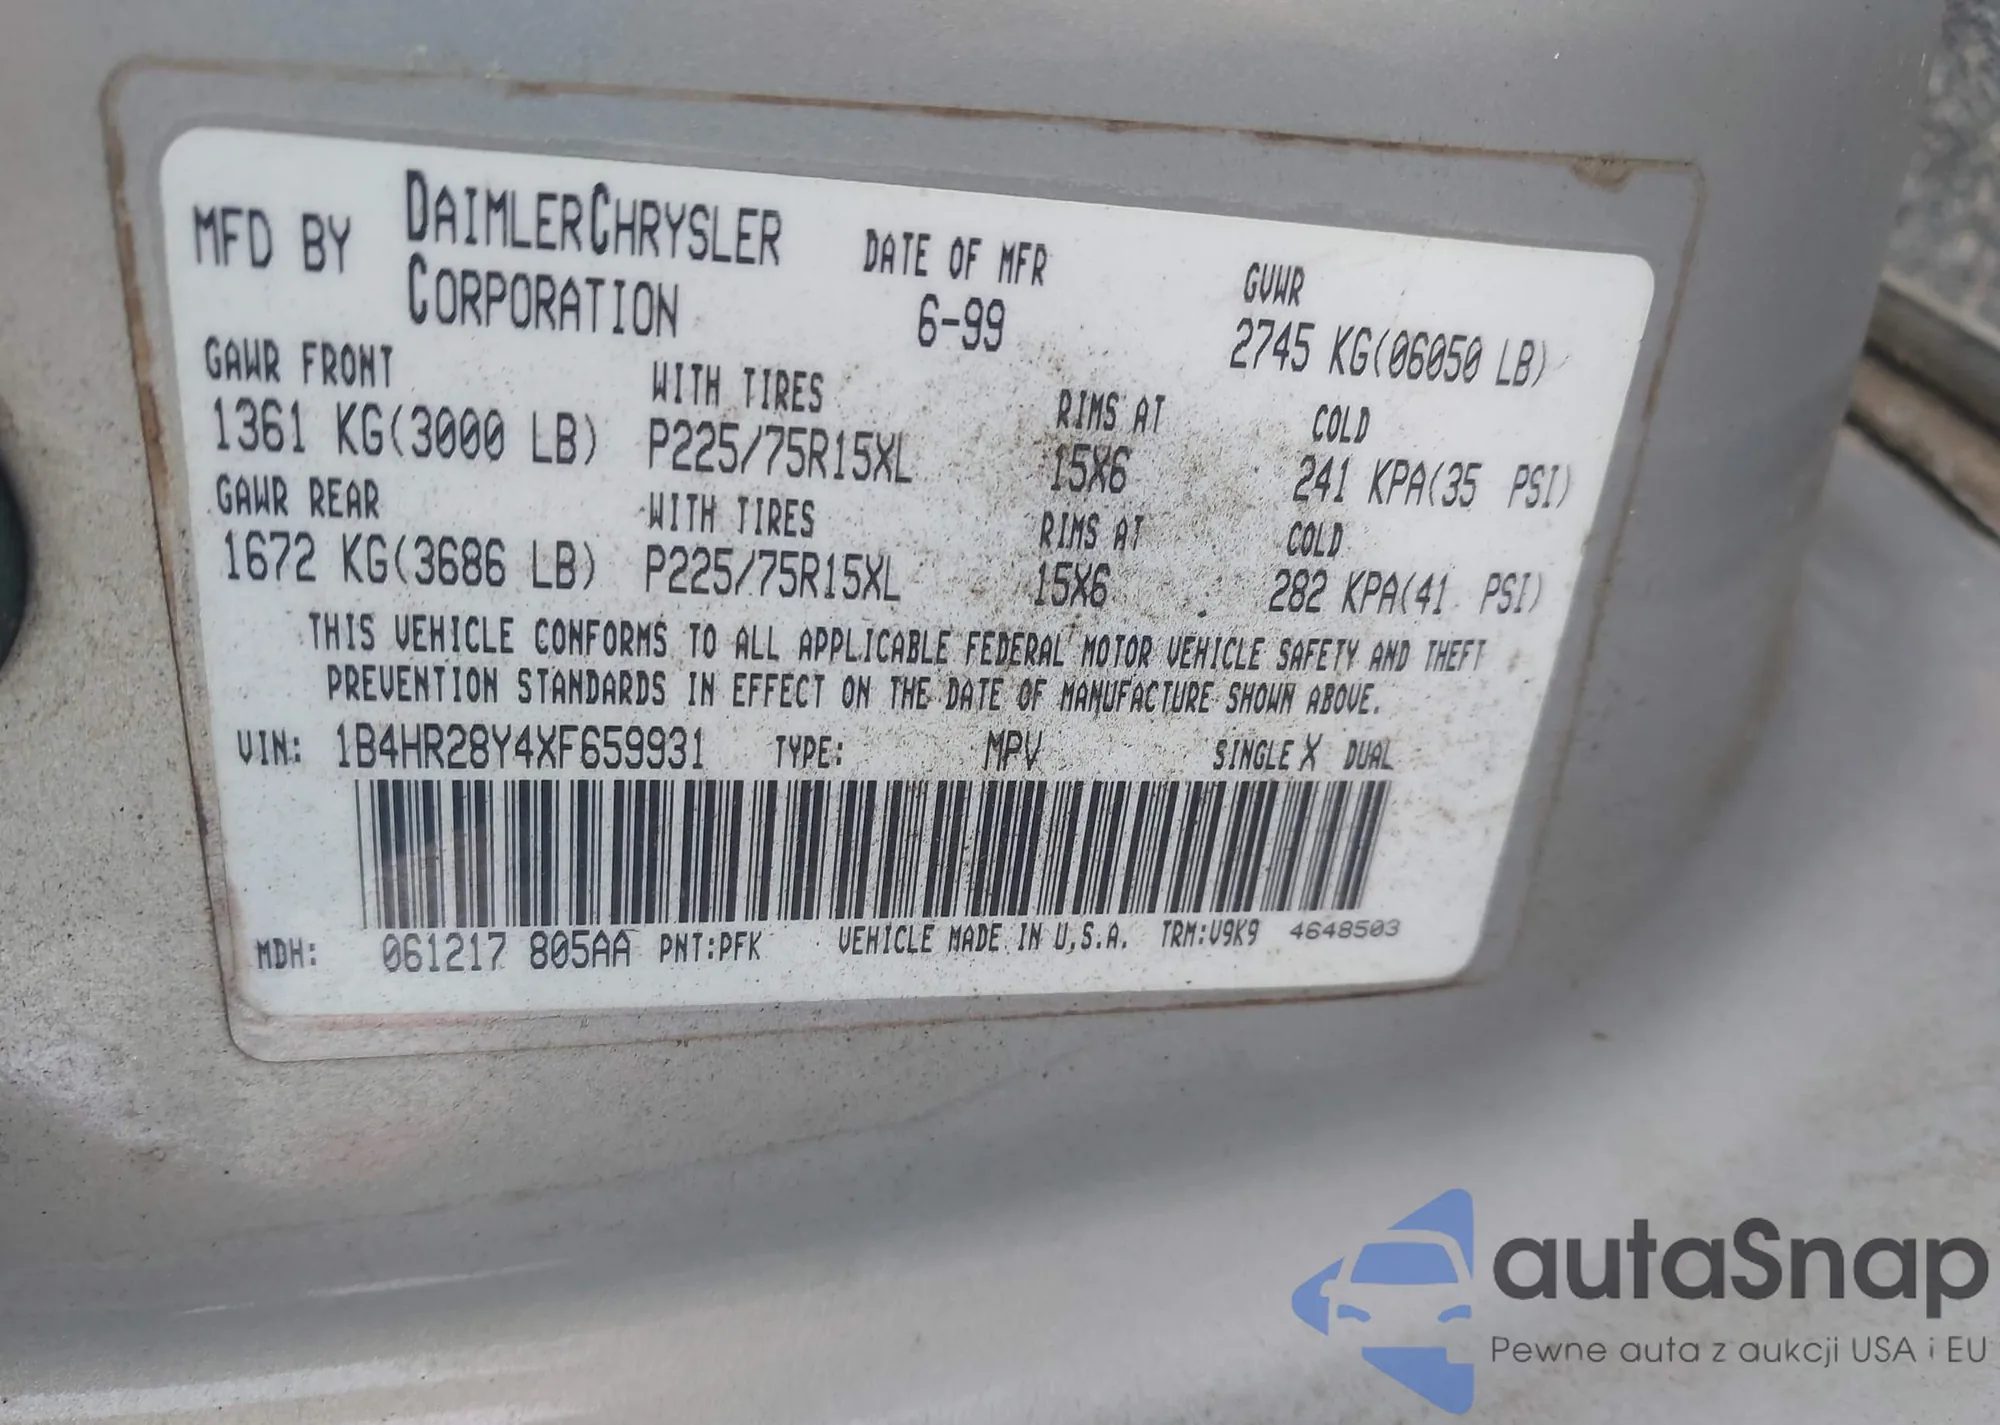 MFD BY DAIMLERCHRYSLER CORPORATION DATE OF MFR 6-99 GVWR 2745 KG(06050 LB)
GAWR FRONT WITH TIRES RIMS AT COLD
1361 KG(3000 LB) P225/75R15XL 15X6 241 KPA(35 PSI)
GAWR REAR WITH TIRES RIMS AT COLD
1672 KG(3686 LB) P225/75R15XL 15X6 282 KPA(41 PSI)
THIS VEHICLE CONFORMS TO ALL APPLICABLE FEDERAL MOTOR VEHICLE SAFETY AND THEFT
PREVENTION STANDARDS IN EFFECT ON THE DATE OF MANUFACTURE SHOWN ABOVE.
VIN: 1B4HR28Y4XF659931 TYPE: MPV SINGLE X DUAL
MDH: 061217 805AA PNT:PFK VEHICLE MADE IN U.S.A. TRM:V9K9 4648503
autaSnap
Pewne auta z aukcji USA i EU